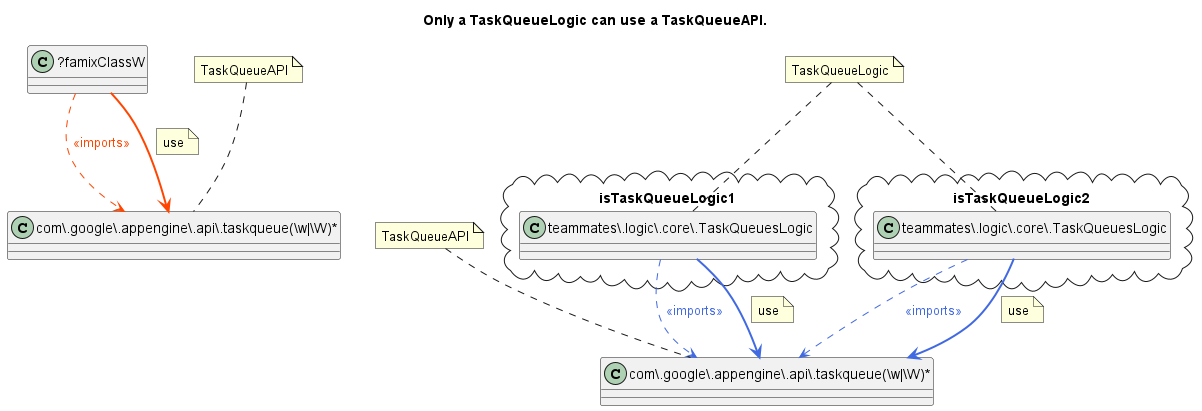 Only a TaskQueueLogic can use a TaskQueueAPI.
C ?famixClassW
TaskQueueAPI
«imports»
use
C com\.google\.appengine\.api\.taskqueue(\w|\W)*
TaskQueueLogic
isTaskQueueLogic1
isTaskQueueLogic2
C teammates\.logic\.core\.TaskQueuesLogic
C teammates\.logic\.core\.TaskQueuesLogic
TaskQueueAPI
«imports»
use
«imports»
use
C com\.google\.appengine\.api\.taskqueue(\w|\W)*